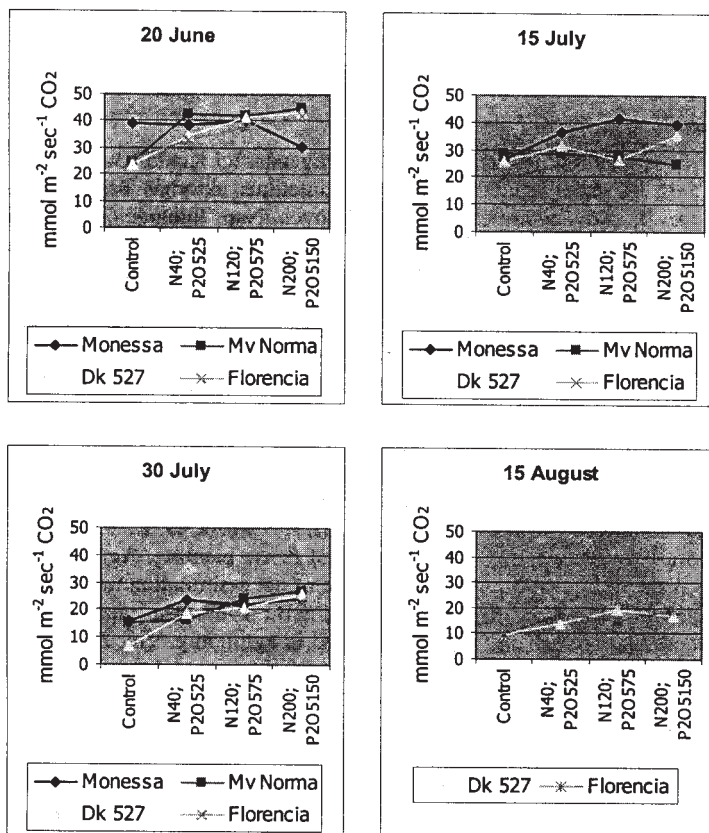 20 June
mmol m⁻² sec⁻¹ CO₂
50
40
30
20
10
0
Control
N40; P2O525
N120; P2O575
N200; P2O5150
Monessa
Mv Norma
Dk 527
Florencia
15 July
mmol m⁻² sec⁻¹ CO₂
50
40
30
20
10
0
Control
N40; P2O525
N120; P2O575
N200; P2O5150
Monessa
Mv Norma
Dk 527
Florencia
30 July
mmol m⁻² sec⁻¹ CO₂
50
40
30
20
10
0
Control
N40; P2O525
N120; P2O575
N200; P2O5150
Monessa
Mv Norma
Dk 527
Florencia
15 August
mmol m⁻² sec⁻¹ CO₂
50
40
30
20
10
0
Control
N40; P2O525
N120; P2O575
N200; P2O5150
Dk 527
Florencia